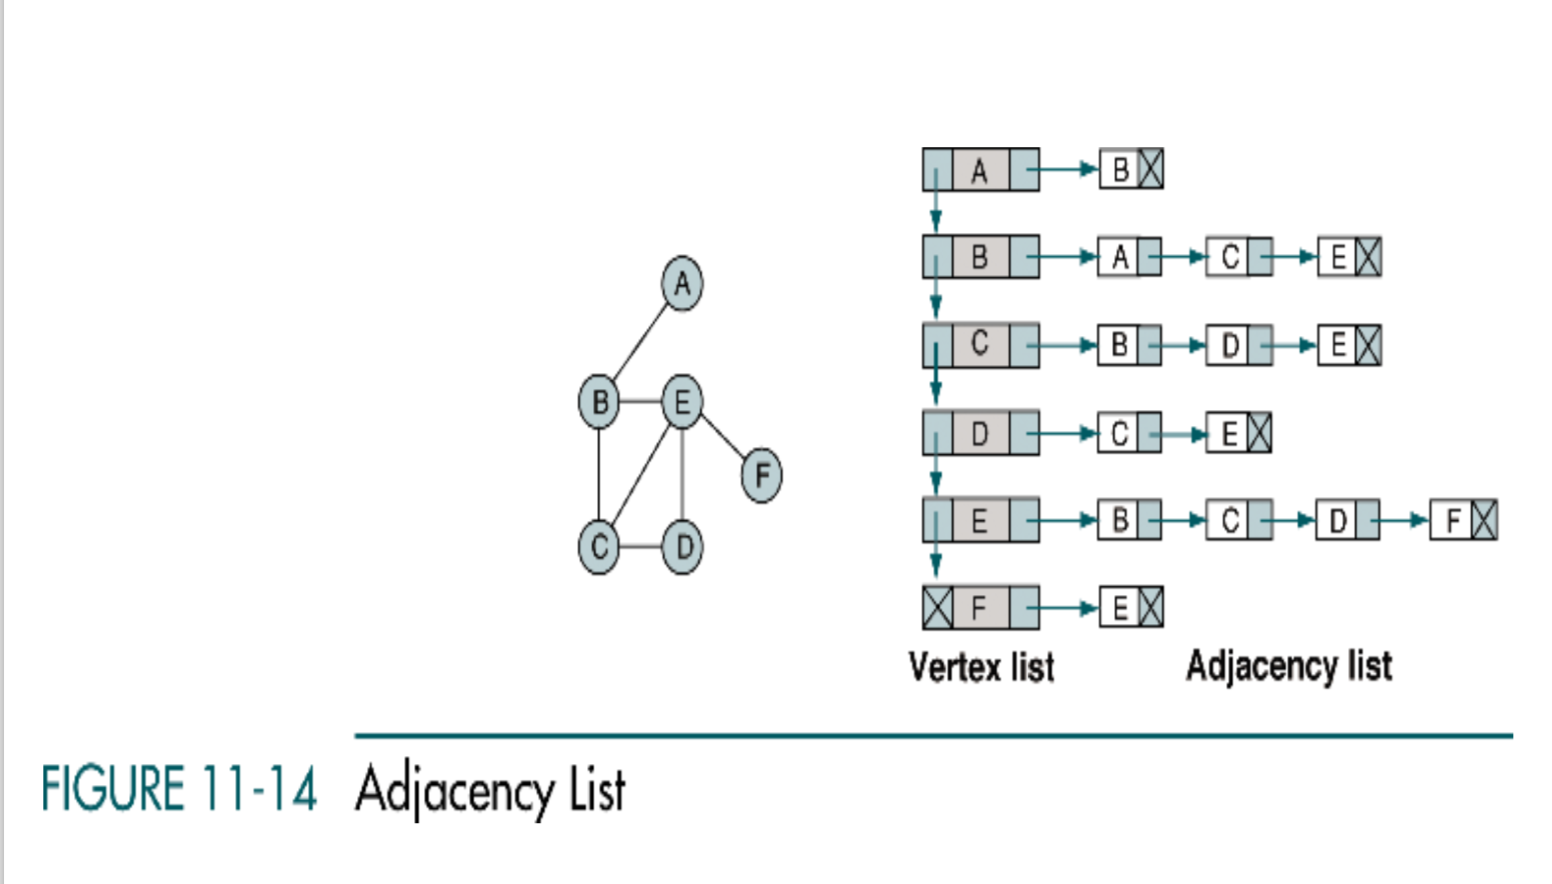 A B
B A C E
A
C B D E
B E
D C E
F
E B C D F
C D
F E
Vertex list Adjacency list
FIGURE 11-14 Adjacency List